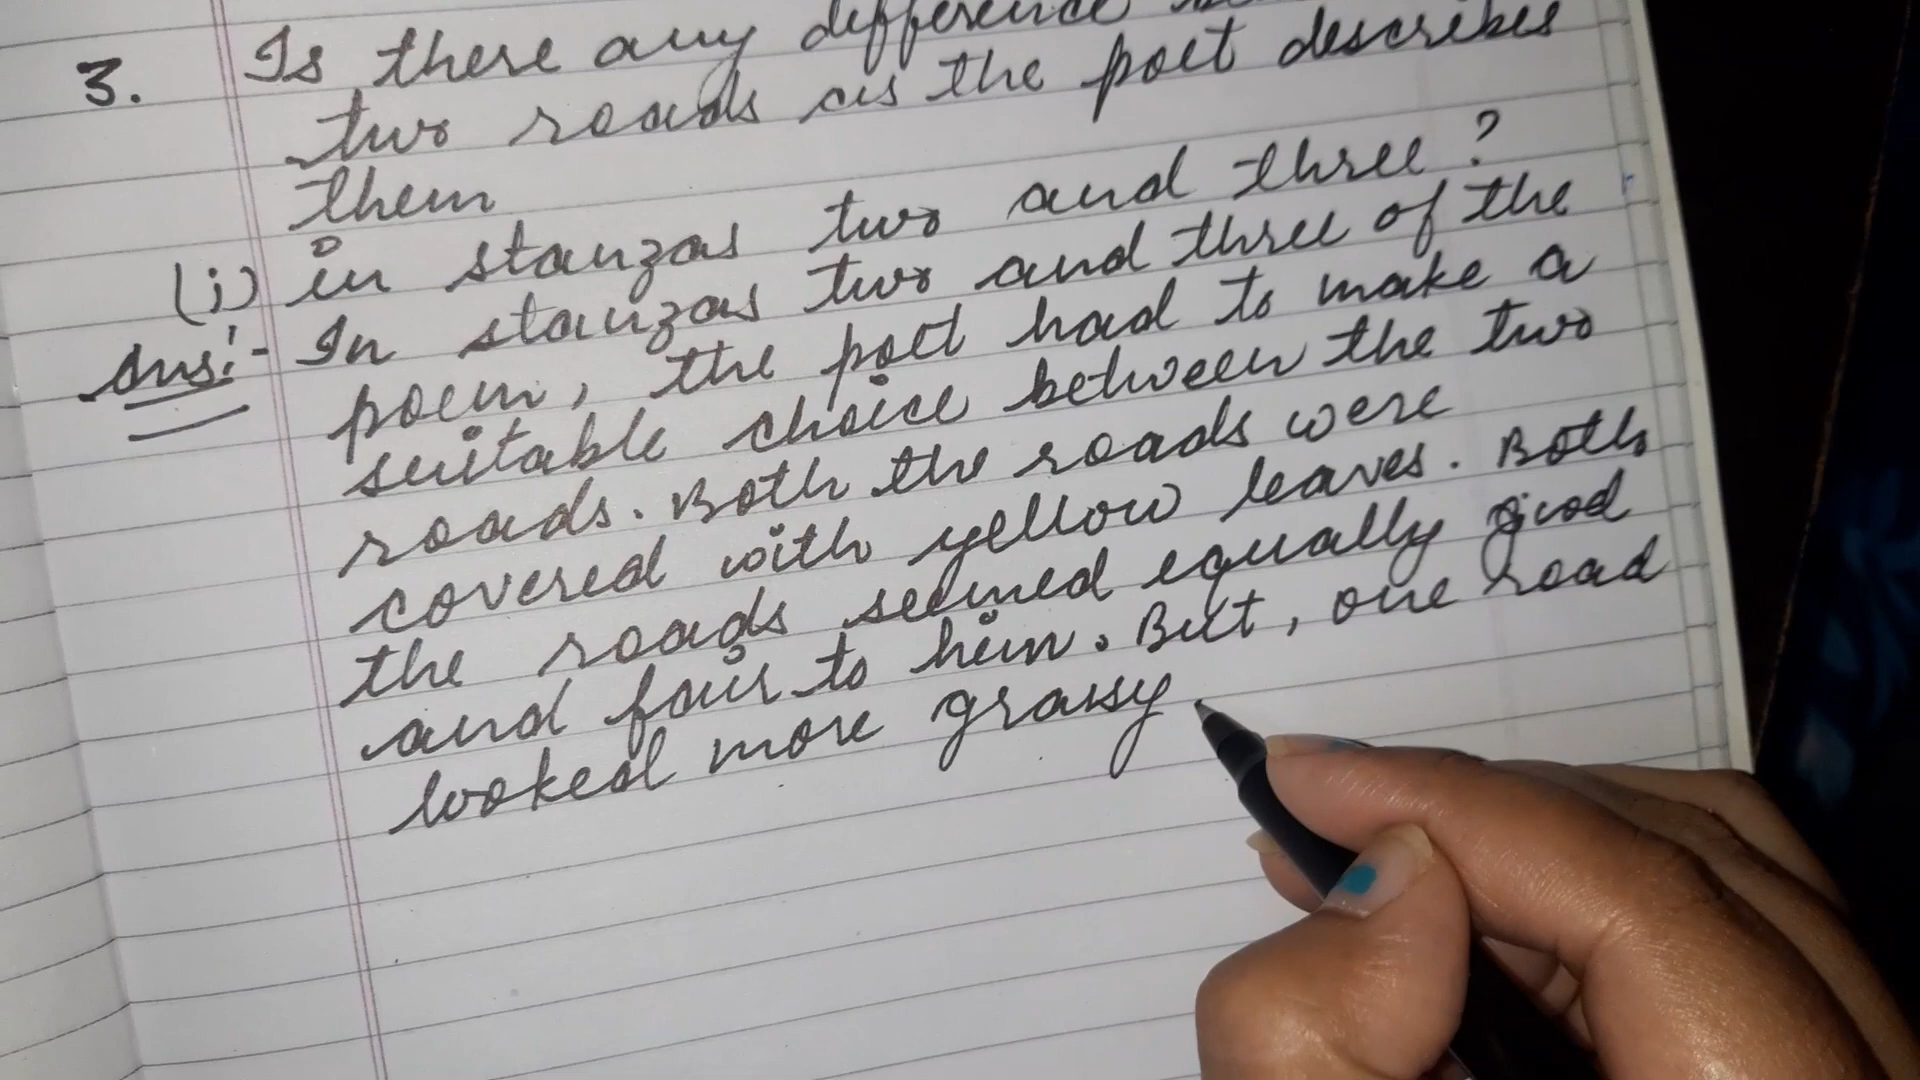 3. Is there any difference
two roads as the poet describes
them
(i) in stanzas two and three?
Ans:- In stanzas two and three of the
poem, the poet had to make a
suitable choice between the two
roads. Both the roads were
covered with yellow leaves. Both
the roads seemed equally good
and fair to him. But, one road
looked more grassy